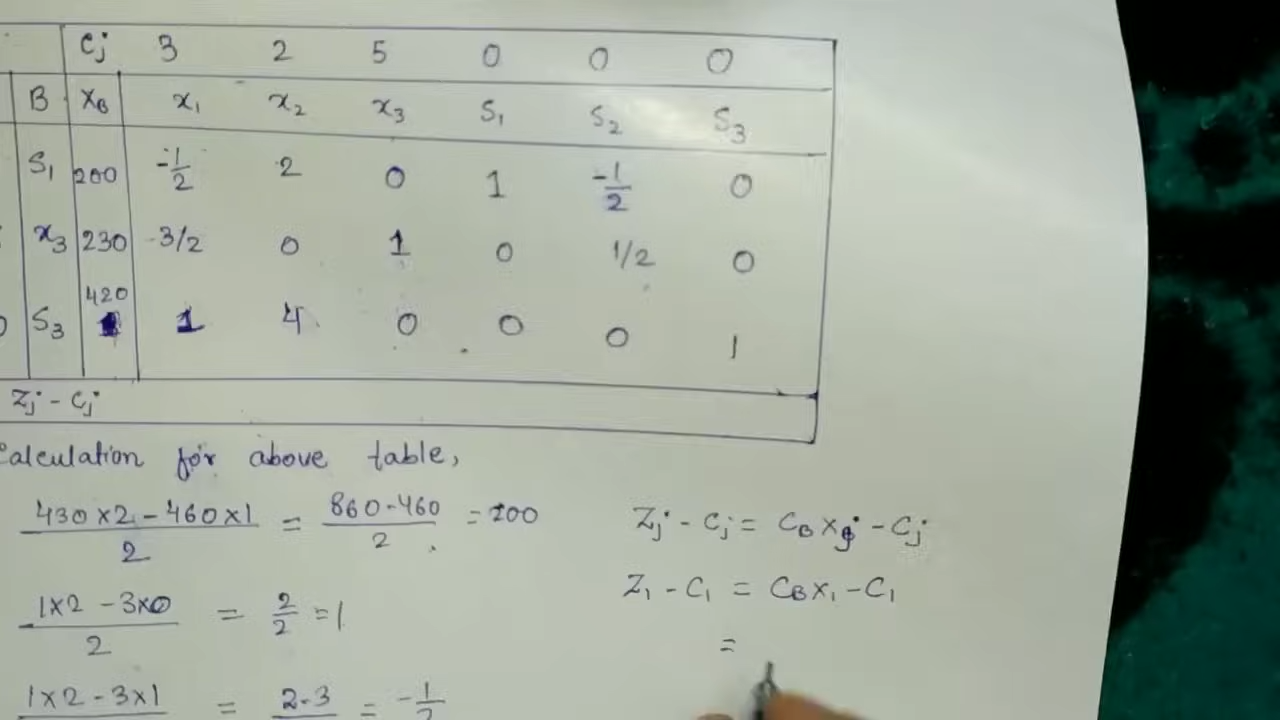 Cj 3 2 5 0 0 0
B XB x₁ x₂ x₃ S₁ S₂ S₃
S₁ 200 -1/2 2 0 1 -1/2 0
x₃ 230 3/2 0 1 0 1/2 0
S₃ 420 1 4 0 0 0 1
Zj - Cj
Calculation for above table,
(430×2 - 460×1)/2 = (860-460)/2 = 200
(1×2 - 3×0)/2 = 2/2 = 1
1×2 - 3×1 = 2-3 = -1/2
Zj - Cj = CB Xj - Cj
Z₁ - C₁ = CB X₁ - C₁
=